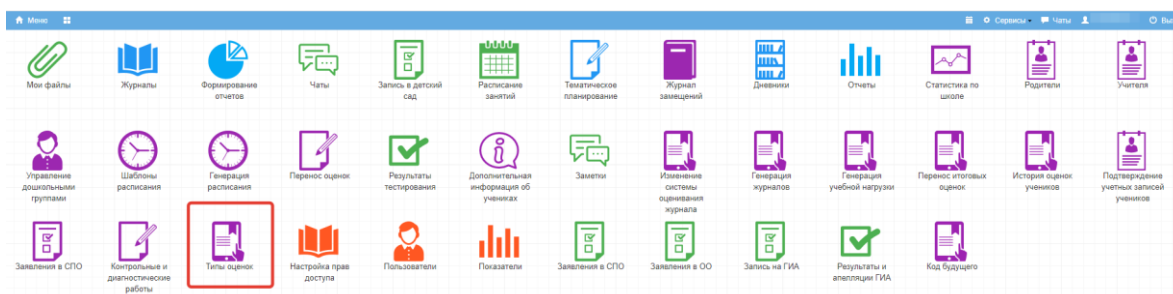 Меню Сервисы Чаты
Мои файлы Журналы Формирование отчетов Чаты Запись в детский сад Расписание занятий Тематическое планирование Журнал замещений Дневники Отчеты Статистика по школе Родители Учителя
Управление дошкольными группами Шаблоны расписания Генерация расписания Перенос оценок Результаты тестирования Дополнительная информация об учениках Заметки Изменение системы оценивания журнала Генерация журналов Генерация учебной нагрузки Перенос итоговых оценок История оценок учеников Подтверждение учетных записей учеников
Заявления в СПО Контрольные и диагностические работы Типы оценок Настройка прав доступа Пользователи Показатели Заявления в СПО Заявления в ОО Запись на ГИА Результаты и апелляции ГИА Код будущего